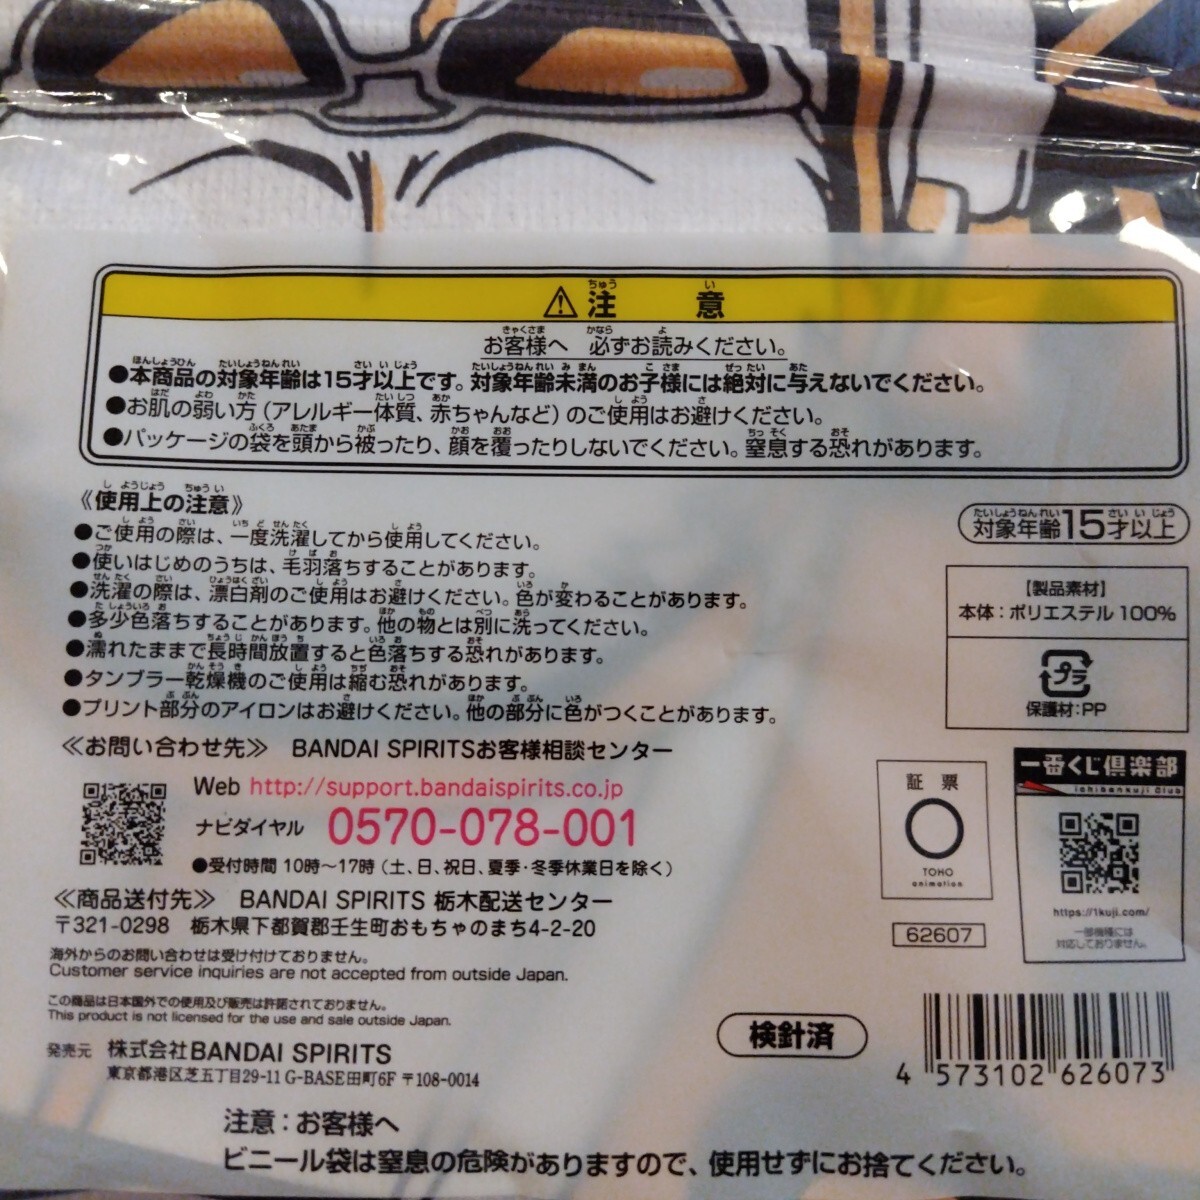 ⚠注意
お客様へ 必ずお読みください。
●本商品の対象年齢は15才以上です。対象年齢未満のお子様には絶対に与えないでください。
●お肌の弱い方(アレルギー体質、赤ちゃんなど)のご使用はお避けください。
●パッケージの袋を頭から被ったり、顔を覆ったりしないでください。窒息する恐れがあります。
《使用上の注意》
●ご使用の際は、一度洗濯してから使用してください。
●使いはじめのうちは、毛羽落ちすることがあります。
●洗濯の際は、漂白剤のご使用はお避けください。色が変わることがあります。
●多少色落ちすることがあります。他の物とは別に洗ってください。
●濡れたままで長時間放置すると色落ちする恐れがあります。
●タンブラー乾燥機のご使用は縮む恐れがあります。
●プリント部分のアイロンはお避けください。他の部分に色がつくことがあります。
対象年齢15才以上
【製品素材】
本体:ポリエステル 100%
プラ
保護材:PP
≪お問い合わせ先≫ BANDAI SPIRITSお客様相談センター
Web http://support.bandaispirits.co.jp
ナビダイヤル 0570-078-001
●受付時間 10時～17時(土、日、祝日、夏季・冬季休業日を除く)
≪商品送付先≫ BANDAI SPIRITS 栃木配送センター
〒321-0298 栃木県下都賀郡壬生町おもちゃのまち4-2-20
海外からのお問い合わせは受け付けておりません。
Customer service inquiries are not accepted from outside Japan.
この商品は日本国外での使用及び販売は許諾されておりません。
This product is not licensed for the use and sale outside Japan.
発売元 株式会社BANDAI SPIRITS
東京都港区芝五丁目29-11 G-BASE田町6F 〒108-0014
証票
TOHO
animation
62607
一番くじ倶楽部
ichibankuji Club
https://1kuji.com/
一部機種には
対応しておりません。
検針済
4 573102 626073
注意:お客様へ
ビニール袋は窒息の危険がありますので、使用せずにお捨てください。